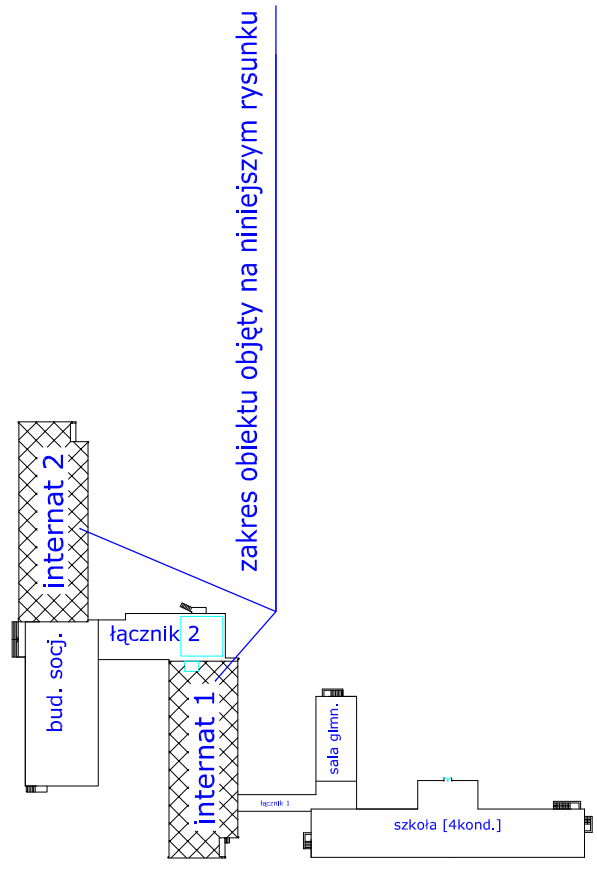 zakres obiektu objęty na niniejszym rysunku
internat 2
łącznik 2
bud. socj.
internat 1
sala gimn.
łącznik 1
szkoła [4kond.]